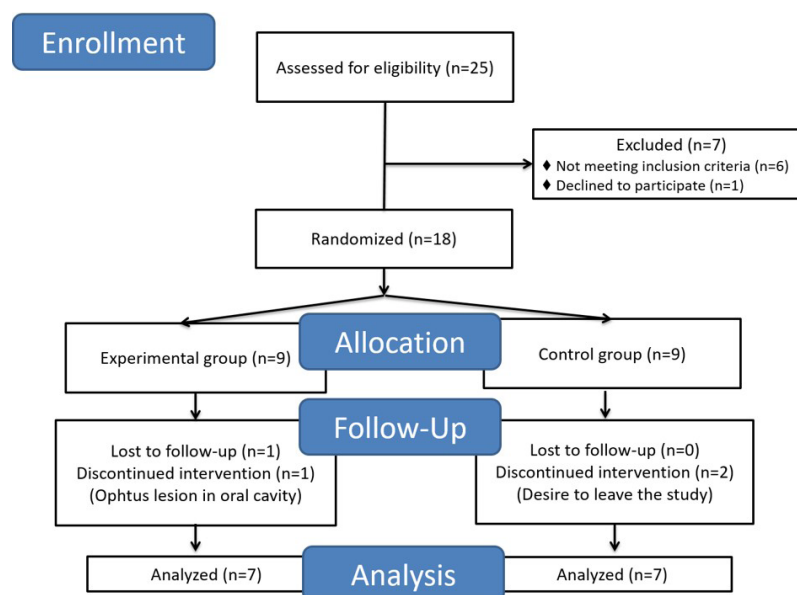 Enrollment
Assessed for eligibility (n=25)
Excluded (n=7)
♦ Not meeting inclusion criteria (n=6)
♦ Declined to participate (n=1)
Randomized (n=18)
Allocation
Experimental group (n=9)
Control group (n=9)
Follow-Up
Lost to follow-up (n=1)
Discontinued intervention (n=1)
(Ophtus lesion in oral cavity)
Lost to follow-up (n=0)
Discontinued intervention (n=2)
(Desire to leave the study)
Analyzed (n=7)
Analysis
Analyzed (n=7)